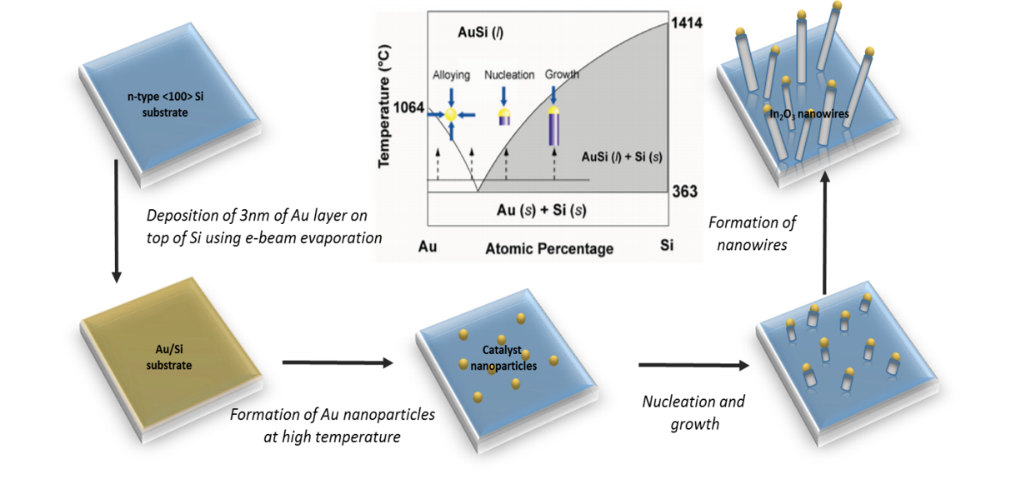 n-type <100> Si
substrate
Deposition of 3nm of Au layer on
top of Si using e-beam evaporation
Au/Si
substrate
Formation of Au nanoparticles
at high temperature
Catalyst
nanoparticles
Nucleation and
growth
Formation of
nanowires
In₂O₃ nanowires
Temperature (°C)
AuSi (l)
1414
Alloying Nucleation Growth
1064
AuSi (l) + Si (s)
363
Au (s) + Si (s)
Au Atomic Percentage Si